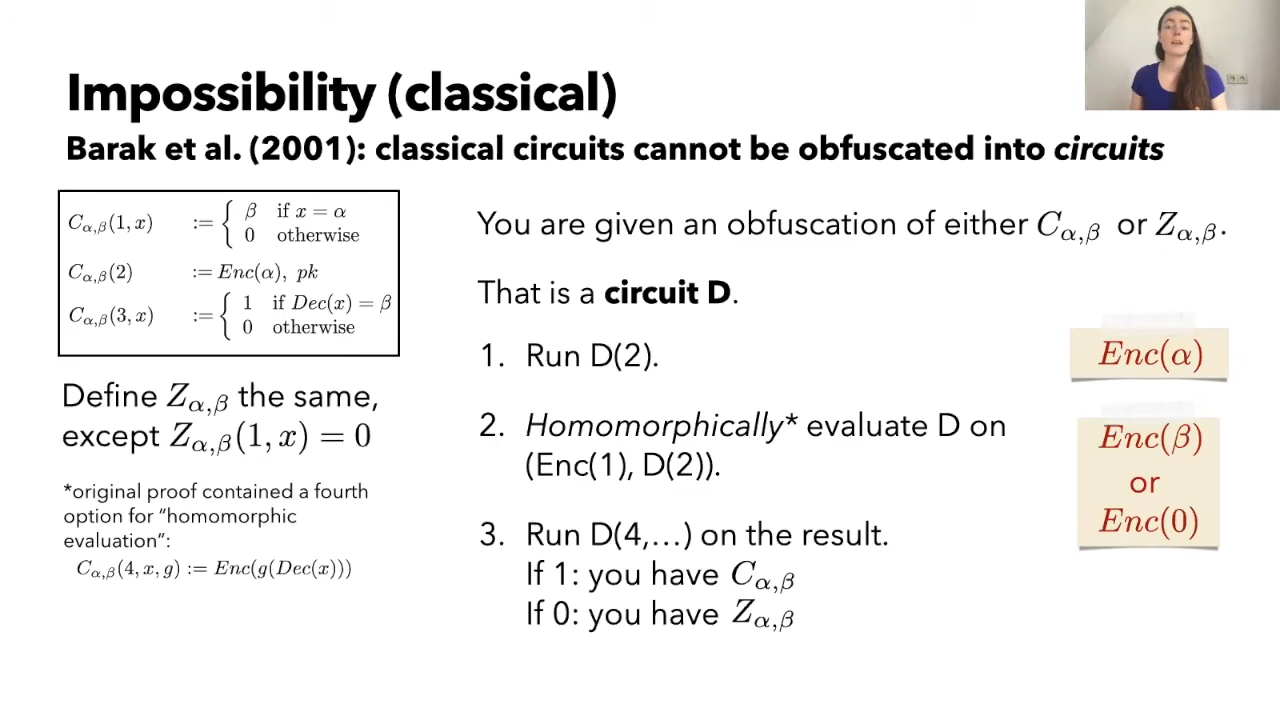 Impossibility (classical)
Barak et al. (2001): classical circuits cannot be obfuscated into circuits
C_{α,β}(1, x) := { β if x = α
0 otherwise
C_{α,β}(2) := Enc(α), pk
C_{α,β}(3, x) := { 1 if Dec(x) = β
0 otherwise
Define Z_{α,β} the same,
except Z_{α,β}(1, x) = 0
*original proof contained a fourth
option for “homomorphic
evaluation”:
C_{α,β}(4, x, g) := Enc(g(Dec(x)))
You are given an obfuscation of either C_{α,β} or Z_{α,β}.
That is a circuit D.
1. Run D(2).
2. Homomorphically* evaluate D on
(Enc(1), D(2)).
3. Run D(4,...) on the result.
If 1: you have C_{α,β}
If 0: you have Z_{α,β}
Enc(α)
Enc(β)
or
Enc(0)